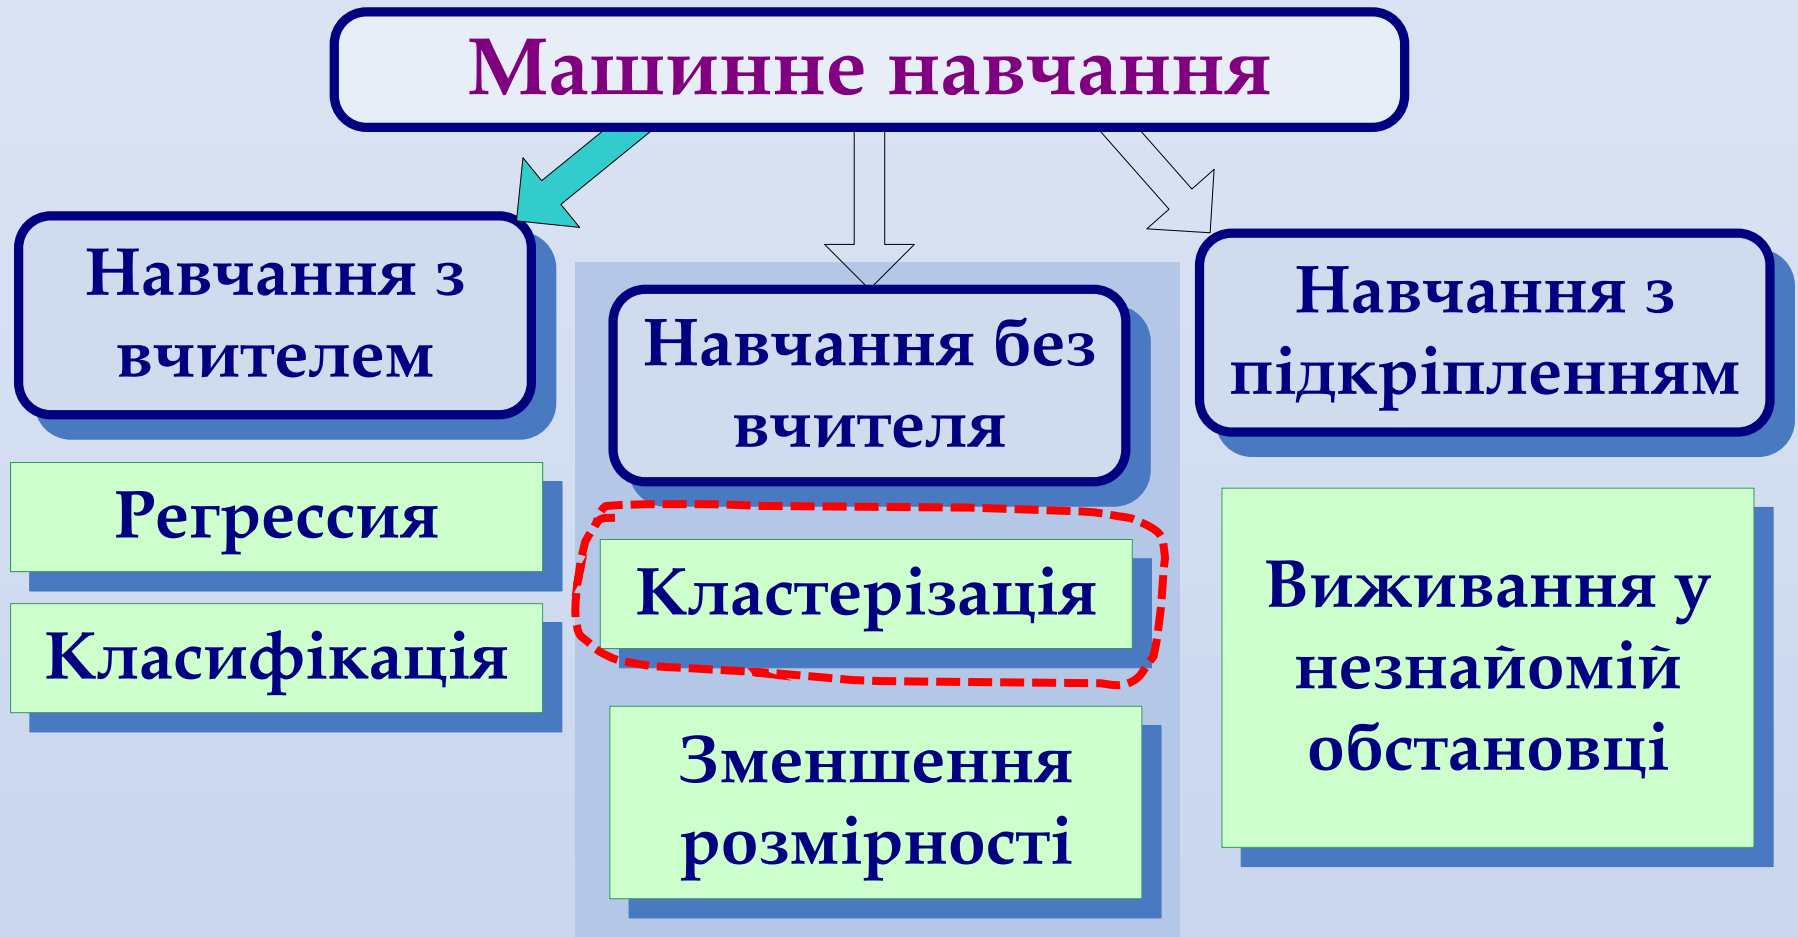 Машинне навчання
Навчання з
вчителем
Регрессия
Класифікація
Навчання без
вчителя
Кластерізація
Зменшення
розмірності
Навчання з
підкріпленням
Виживання у
незнайомій
обстановці